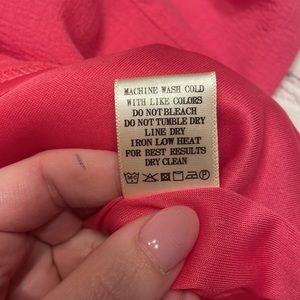 MACHINE WASH COLD
WITH LIKE COLORS
DO NOT BLEACH
DO NOT TUMBLE DRY
LINE DRY
IRON LOW HEAT
FOR BEST RESULTS
DRY CLEAN